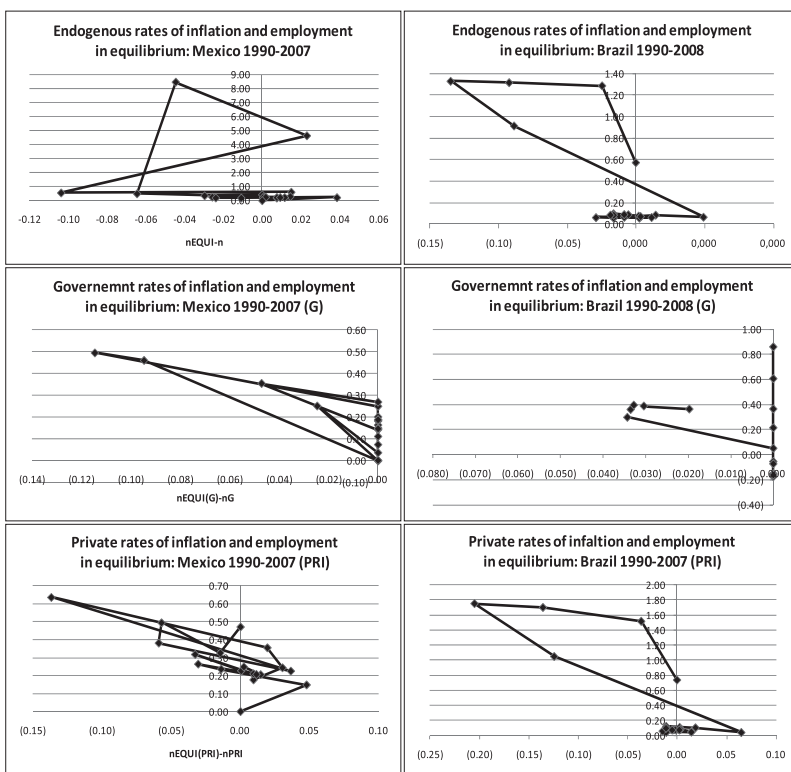 Endogenous rates of inflation and employment
in equilibrium: Mexico 1990-2007
9.00
8.00
7.00
6.00
5.00
4.00
3.00
2.00
1.00
0.00
-0.12 -0.10 -0.08 -0.06 -0.04 -0.02 0.00 0.02 0.04 0.06
nEQUI-n
Endogenous rates of inflation and employment
in equilibrium: Brazil 1990-2008
1.40
1.20
1.00
0.80
0.60
0.40
0.20
(0.15) (0.10) (0.05) 0,000 0,000 0,000
Governemnt rates of inflation and employment
in equilibrium: Mexico 1990-2007 (G)
0.60
0.50
0.40
0.30
0.20
0.10
0.00
(0.10)
(0.14) (0.12) (0.10) (0.08) (0.06) (0.04) (0.02) 0.00
nEQUI(G)-nG
Governemnt rates of inflation and employment
in equilibrium: Brazil 1990-2008 (G)
1.00
0.80
0.60
0.40
0.20
0.00
(0.20)
(0.40)
(0.080) (0.070) (0.060) (0.050) (0.040) (0.030) (0.020) (0.010) 0.000
Private rates of inflation and employment
in equilibrium: Mexico 1990-2007 (PRI)
0.70
0.60
0.50
0.40
0.30
0.20
0.10
0.00
(0.15) (0.10) (0.05) 0.00 0.05 0.10
nEQUI(PRI)-nPRI
Private rates of infaltion and employment
in equilibrium: Brazil 1990-2007 (PRI)
2.00
1.80
1.60
1.40
1.20
1.00
0.80
0.60
0.40
0.20
(0.25) (0.20) (0.15) (0.10) (0.05) 0.00 0.05 0.10